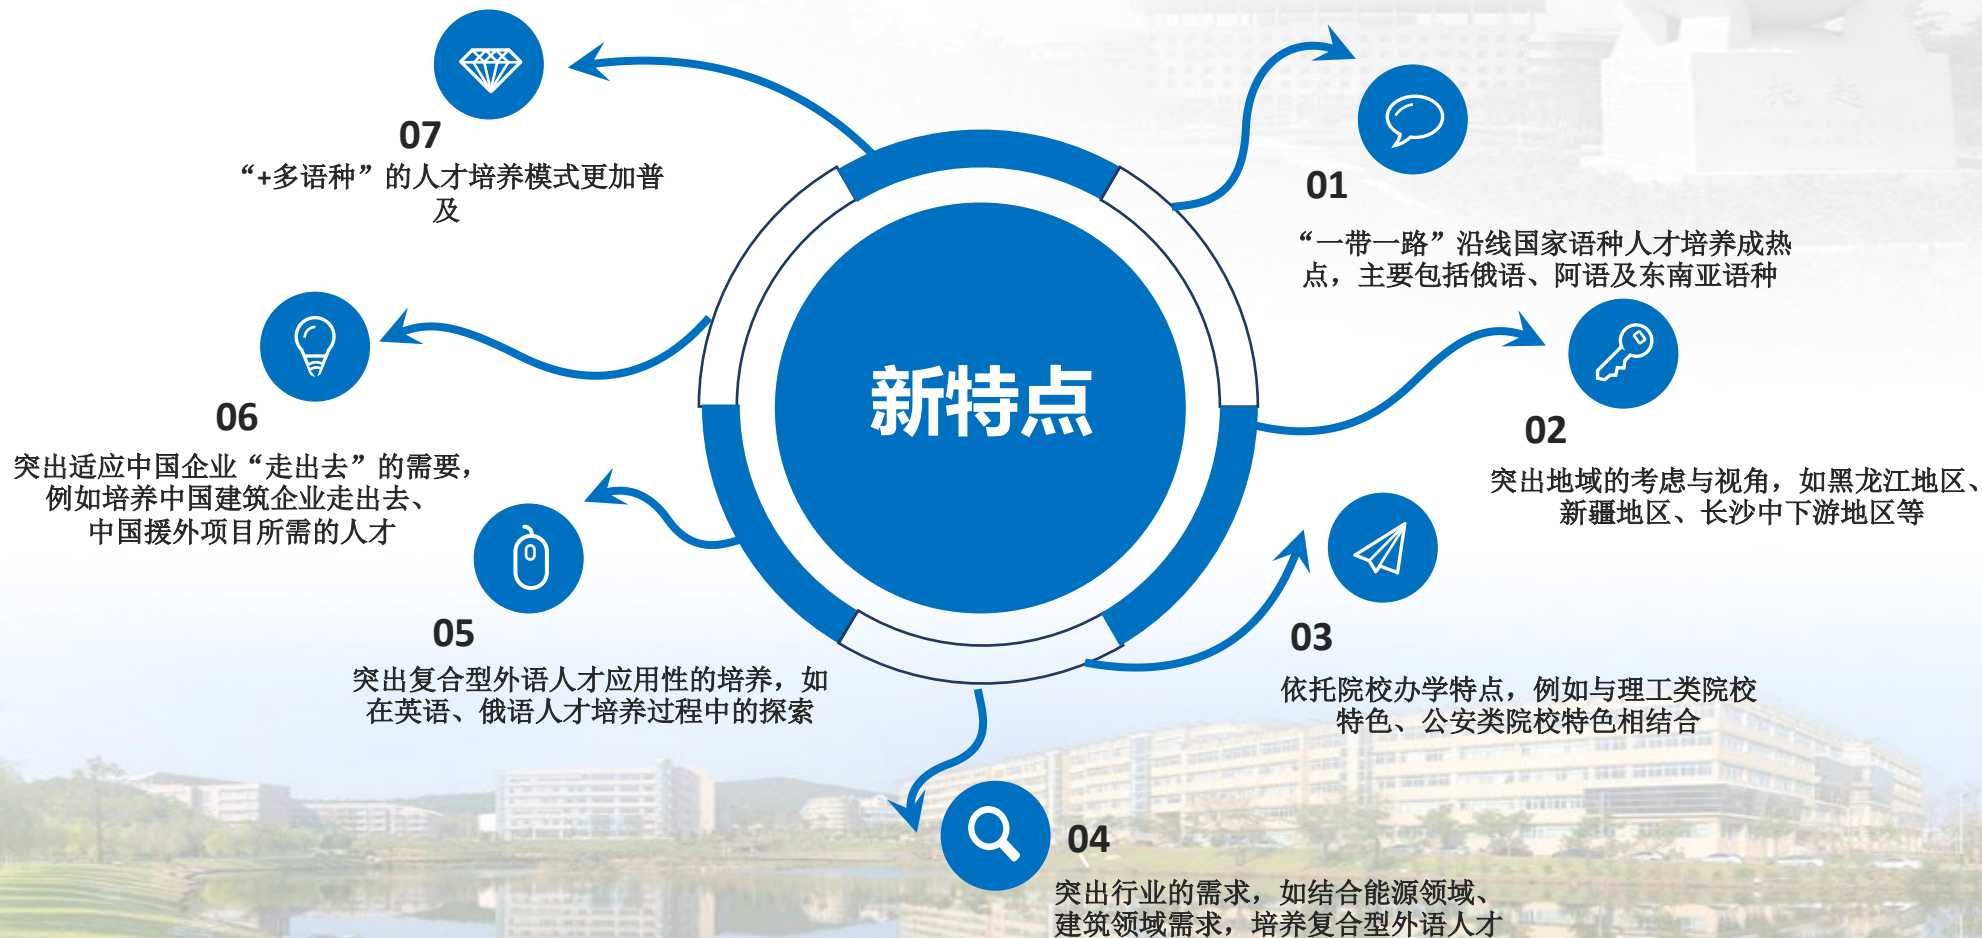 新特点
01
“一带一路”沿线国家语种人才培养成热
点，主要包括俄语、阿语及东南亚语种
02
突出地域的考虑与视角，如黑龙江地区、
新疆地区、长沙中下游地区等
03
依托院校办学特点，例如与理工类院校
特色、公安类院校特色相结合
04
突出行业的需求，如结合能源领域、
建筑领域需求，培养复合型外语人才
05
突出复合型外语人才应用性的培养，如
在英语、俄语人才培养过程中的探索
06
突出适应中国企业“走出去”的需要，
例如培养中国建筑企业走出去、
中国援外项目所需的人才
07
“+多语种”的人才培养模式更加普
及
托起